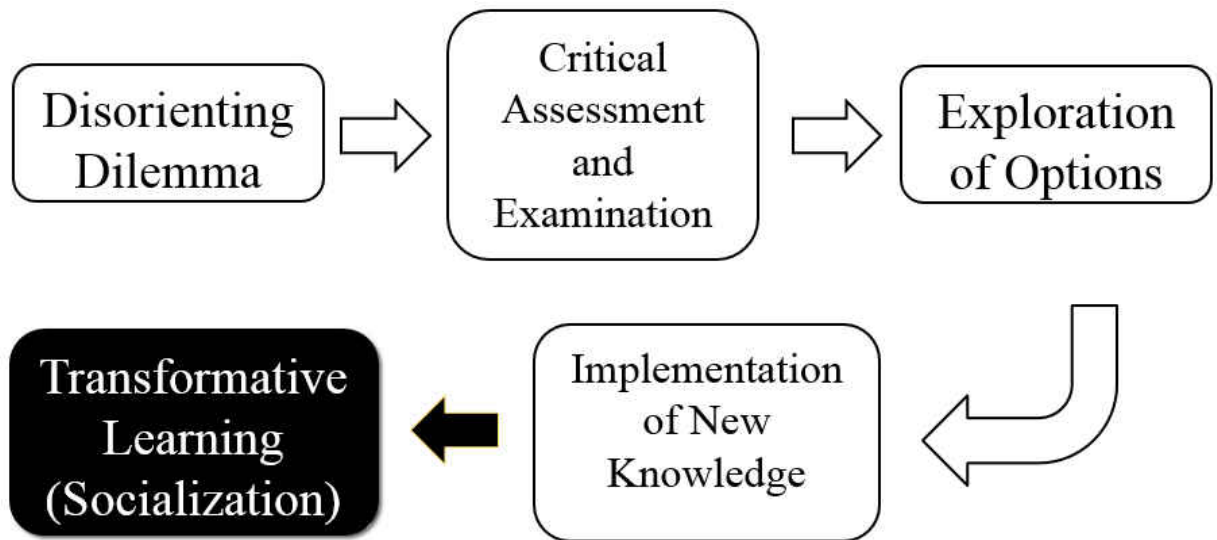 Disorienting
Dilemma
Critical
Assessment
and
Examination
Exploration
of Options
Implementation
of New
Knowledge
Transformative
Learning
(Socialization)